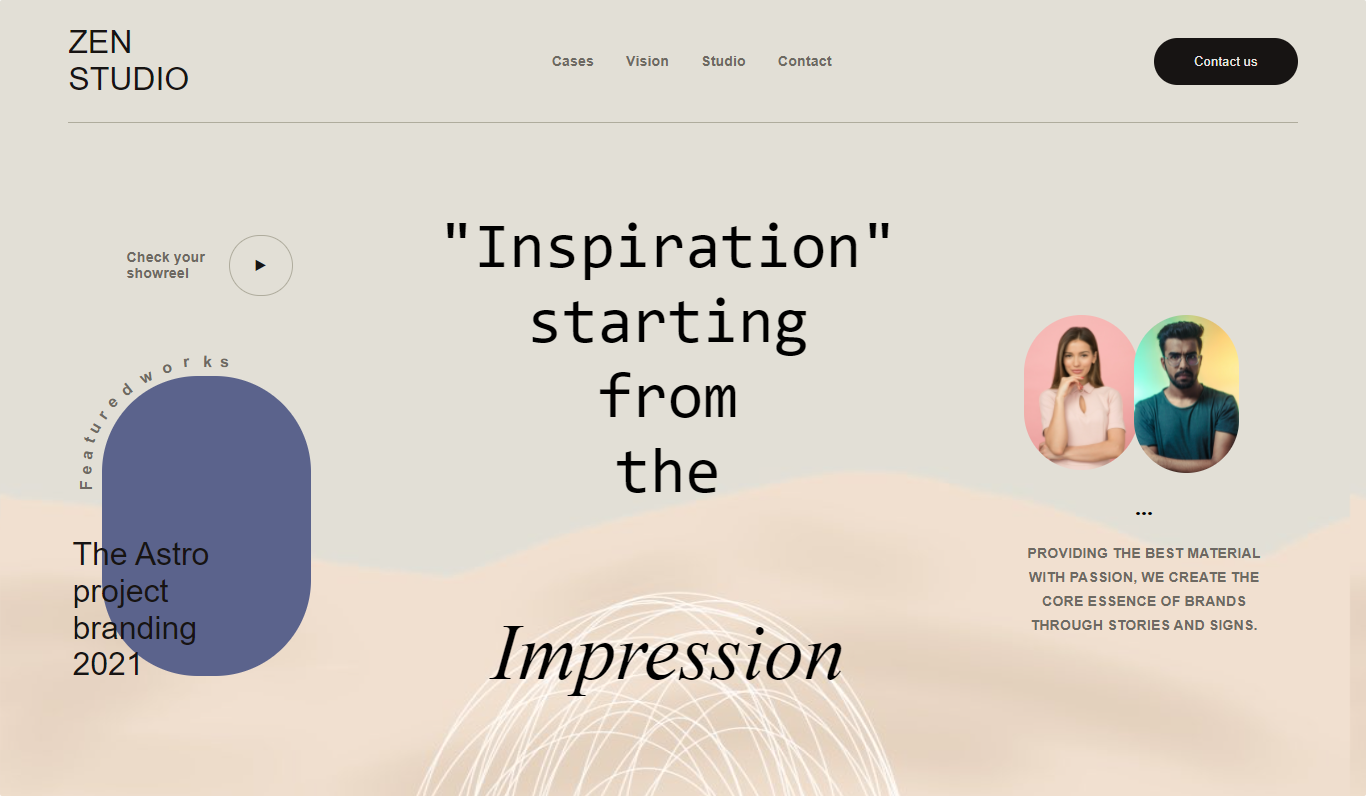 ZEN
STUDIO
Cases Vision Studio Contact
Contact us
Check your
showreel
Featured works
The Astro
project
branding
2021
"Inspiration"
starting
from
the
Impression
...
PROVIDING THE BEST MATERIAL
WITH PASSION, WE CREATE THE
CORE ESSENCE OF BRANDS
THROUGH STORIES AND SIGNS.